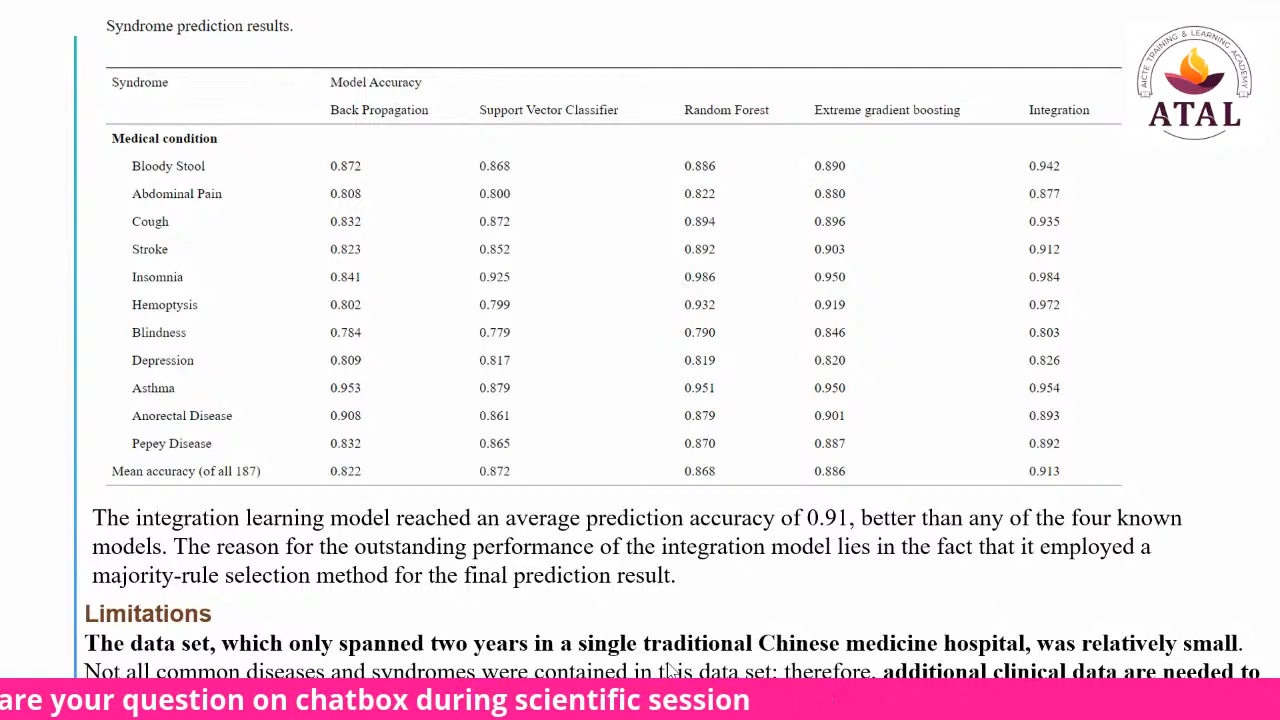 Syndrome prediction results.
AICTE TRAINING & LEARNING ACADEMY
ATAL
Syndrome Model Accuracy
Back Propagation Support Vector Classifier Random Forest Extreme gradient boosting Integration
Medical condition
Bloody Stool 0.872 0.868 0.886 0.890 0.942
Abdominal Pain 0.808 0.800 0.822 0.880 0.877
Cough 0.832 0.872 0.894 0.896 0.935
Stroke 0.823 0.852 0.892 0.903 0.912
Insomnia 0.841 0.925 0.986 0.950 0.984
Hemoptysis 0.802 0.799 0.932 0.919 0.972
Blindness 0.784 0.779 0.790 0.846 0.803
Depression 0.809 0.817 0.819 0.820 0.826
Asthma 0.953 0.879 0.951 0.950 0.954
Anorectal Disease 0.908 0.861 0.879 0.901 0.893
Pepey Disease 0.832 0.865 0.870 0.887 0.892
Mean accuracy (of all 187) 0.822 0.872 0.868 0.886 0.913
The integration learning model reached an average prediction accuracy of 0.91, better than any of the four known
models. The reason for the outstanding performance of the integration model lies in the fact that it employed a
majority-rule selection method for the final prediction result.
Limitations
The data set, which only spanned two years in a single traditional Chinese medicine hospital, was relatively small.
Not all common diseases and syndromes were contained in this data set; therefore, additional clinical data are needed to
are your question on chatbox during scientific session